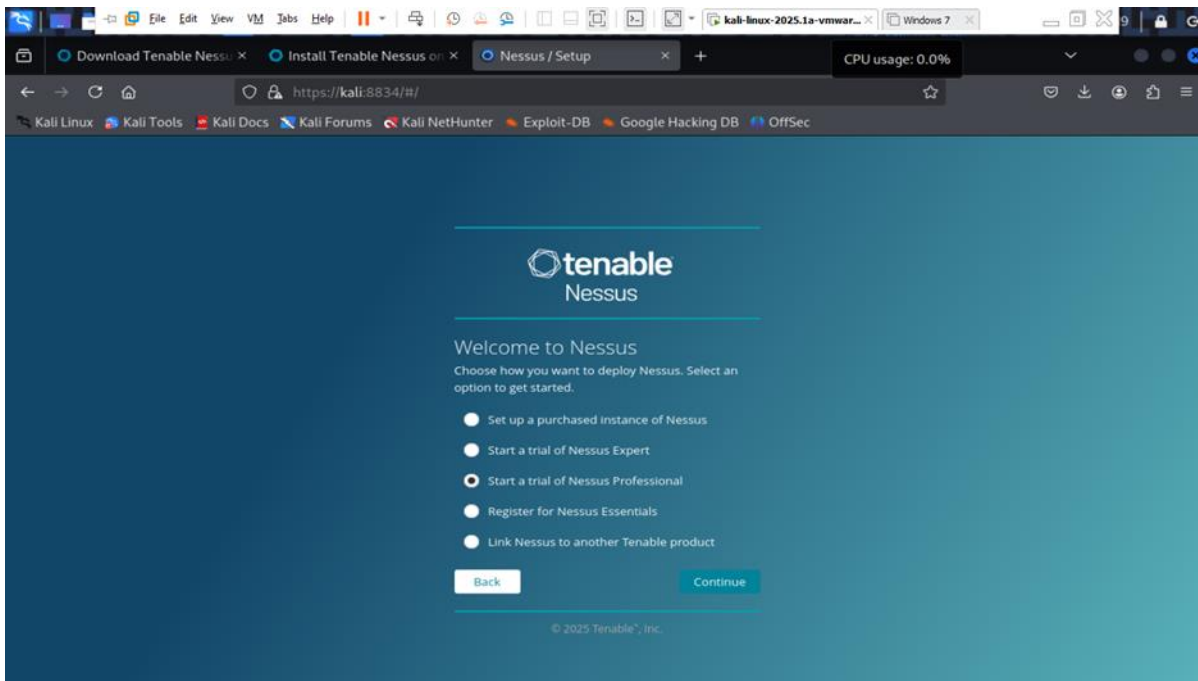 File Edit View VM Tabs Help kali-linux-2025.1a-vmwar... Windows 7
Download Tenable Nessu Install Tenable Nessus on Nessus / Setup CPU usage: 0.0%
https://kali:8834/#/
Kali Linux Kali Tools Kali Docs Kali Forums Kali NetHunter Exploit-DB Google Hacking DB OffSec
tenable
Nessus
Welcome to Nessus
Choose how you want to deploy Nessus. Select an
option to get started.
Set up a purchased instance of Nessus
Start a trial of Nessus Expert
Start a trial of Nessus Professional
Register for Nessus Essentials
Link Nessus to another Tenable product
Back Continue
© 2025 Tenable™, Inc.